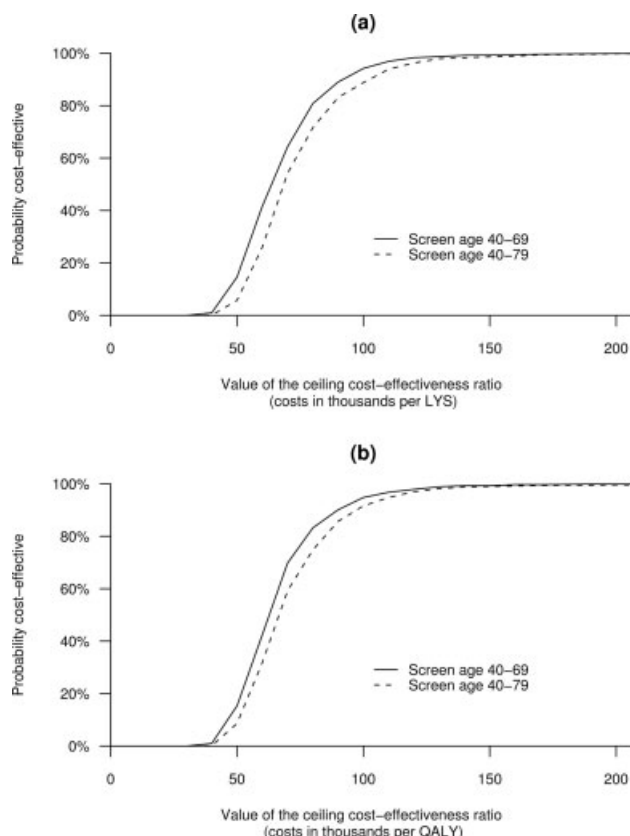 (a)
100%
80%
60%
40%
20%
0%
Probability cost−effective
Screen age 40−69
Screen age 40−79
0 50 100 150 200
Value of the ceiling cost−effectiveness ratio
(costs in thousands per LYS)
(b)
100%
80%
60%
40%
20%
0%
Probability cost−effective
Screen age 40−69
Screen age 40−79
0 50 100 150 200
Value of the ceiling cost−effectiveness ratio
(costs in thousands per QALY)